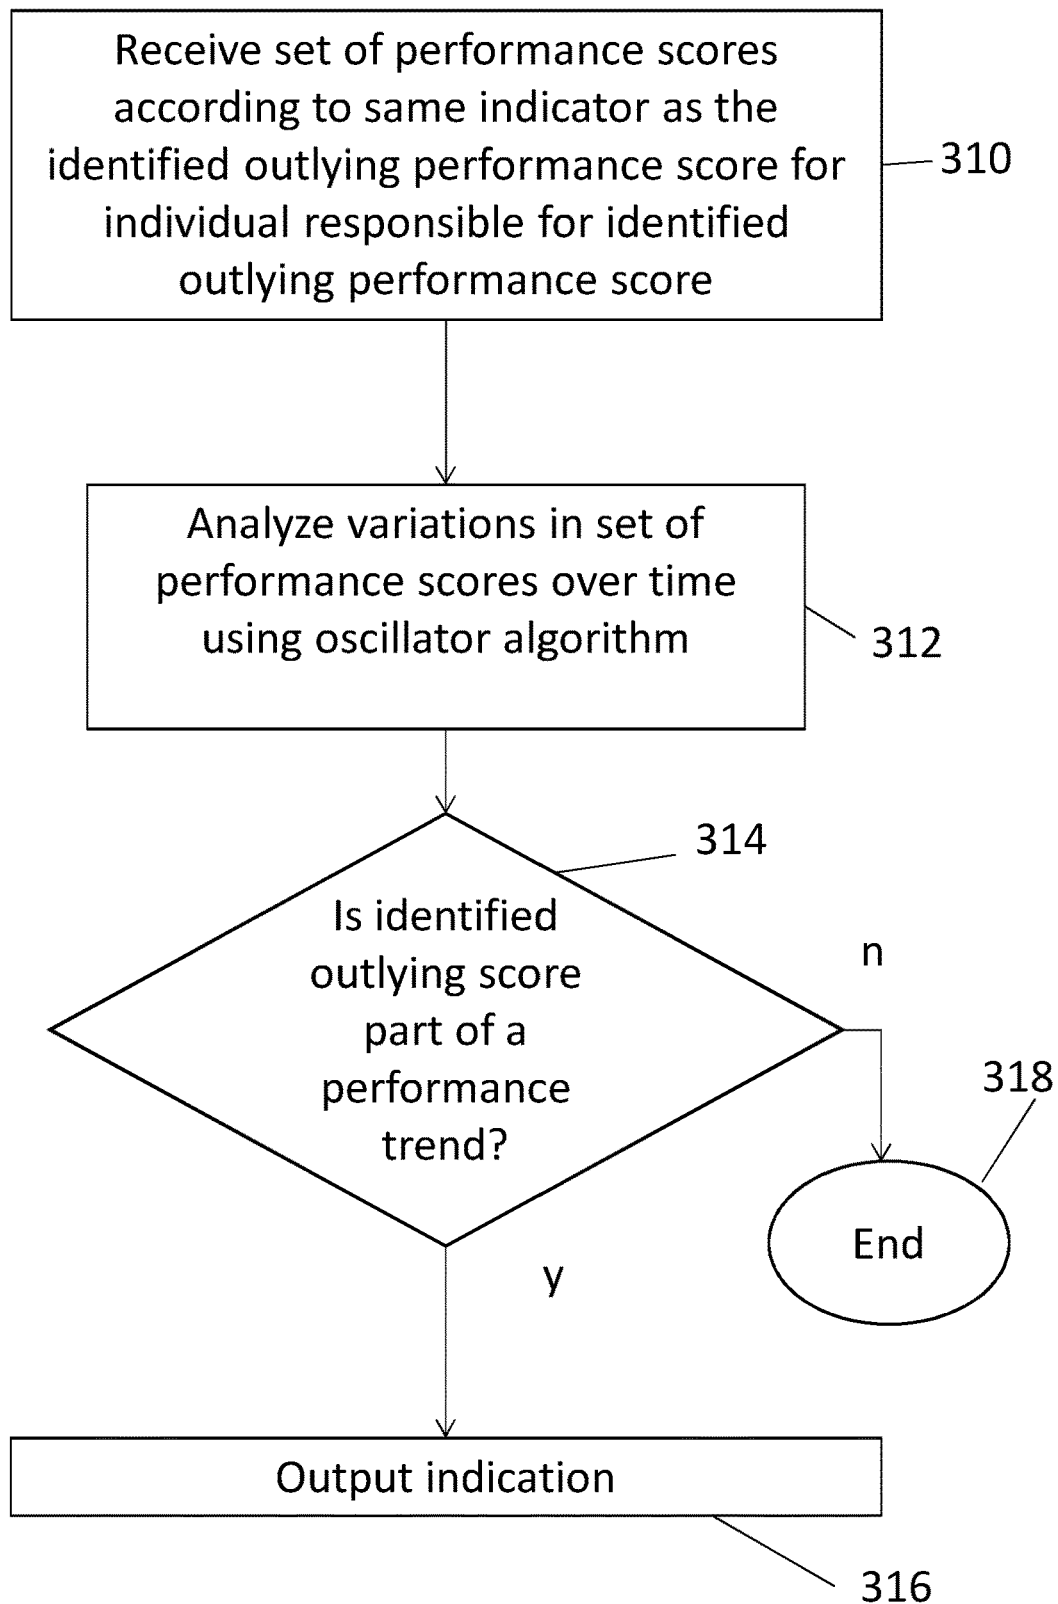 Receive set of performance scores
according to same indicator as the
identified outlying performance score for
individual responsible for identified
outlying performance score
310
Analyze variations in set of
performance scores over time
using oscillator algorithm
312
314
Is identified
outlying score
part of a
performance
trend?
n
318
End
y
Output indication
316